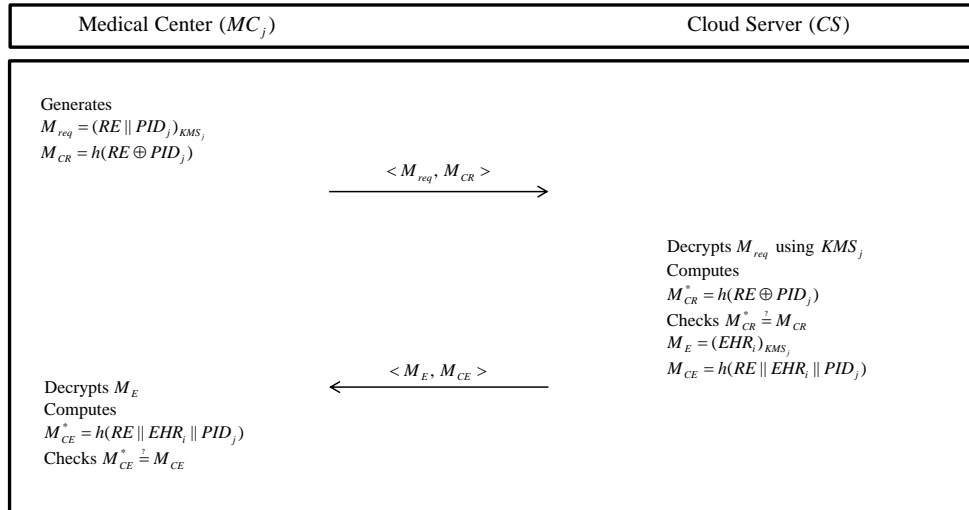 Medical Center (MC_j)
Cloud Server (CS)
Generates
M_req = (RE || PID_j)_KMS_j
M_CR = h(RE ⊕ PID_j)
< M_req, M_CR >
Decrypts M_req using KMS_j
Computes
M*_CR = h(RE ⊕ PID_j)
Checks M*_CR ≟ M_CR
M_E = (EHR_i)_KMS_j
M_CE = h(RE || EHR_i || PID_j)
< M_E, M_CE >
Decrypts M_E
Computes
M*_CE = h(RE || EHR_i || PID_j)
Checks M*_CE ≟ M_CE